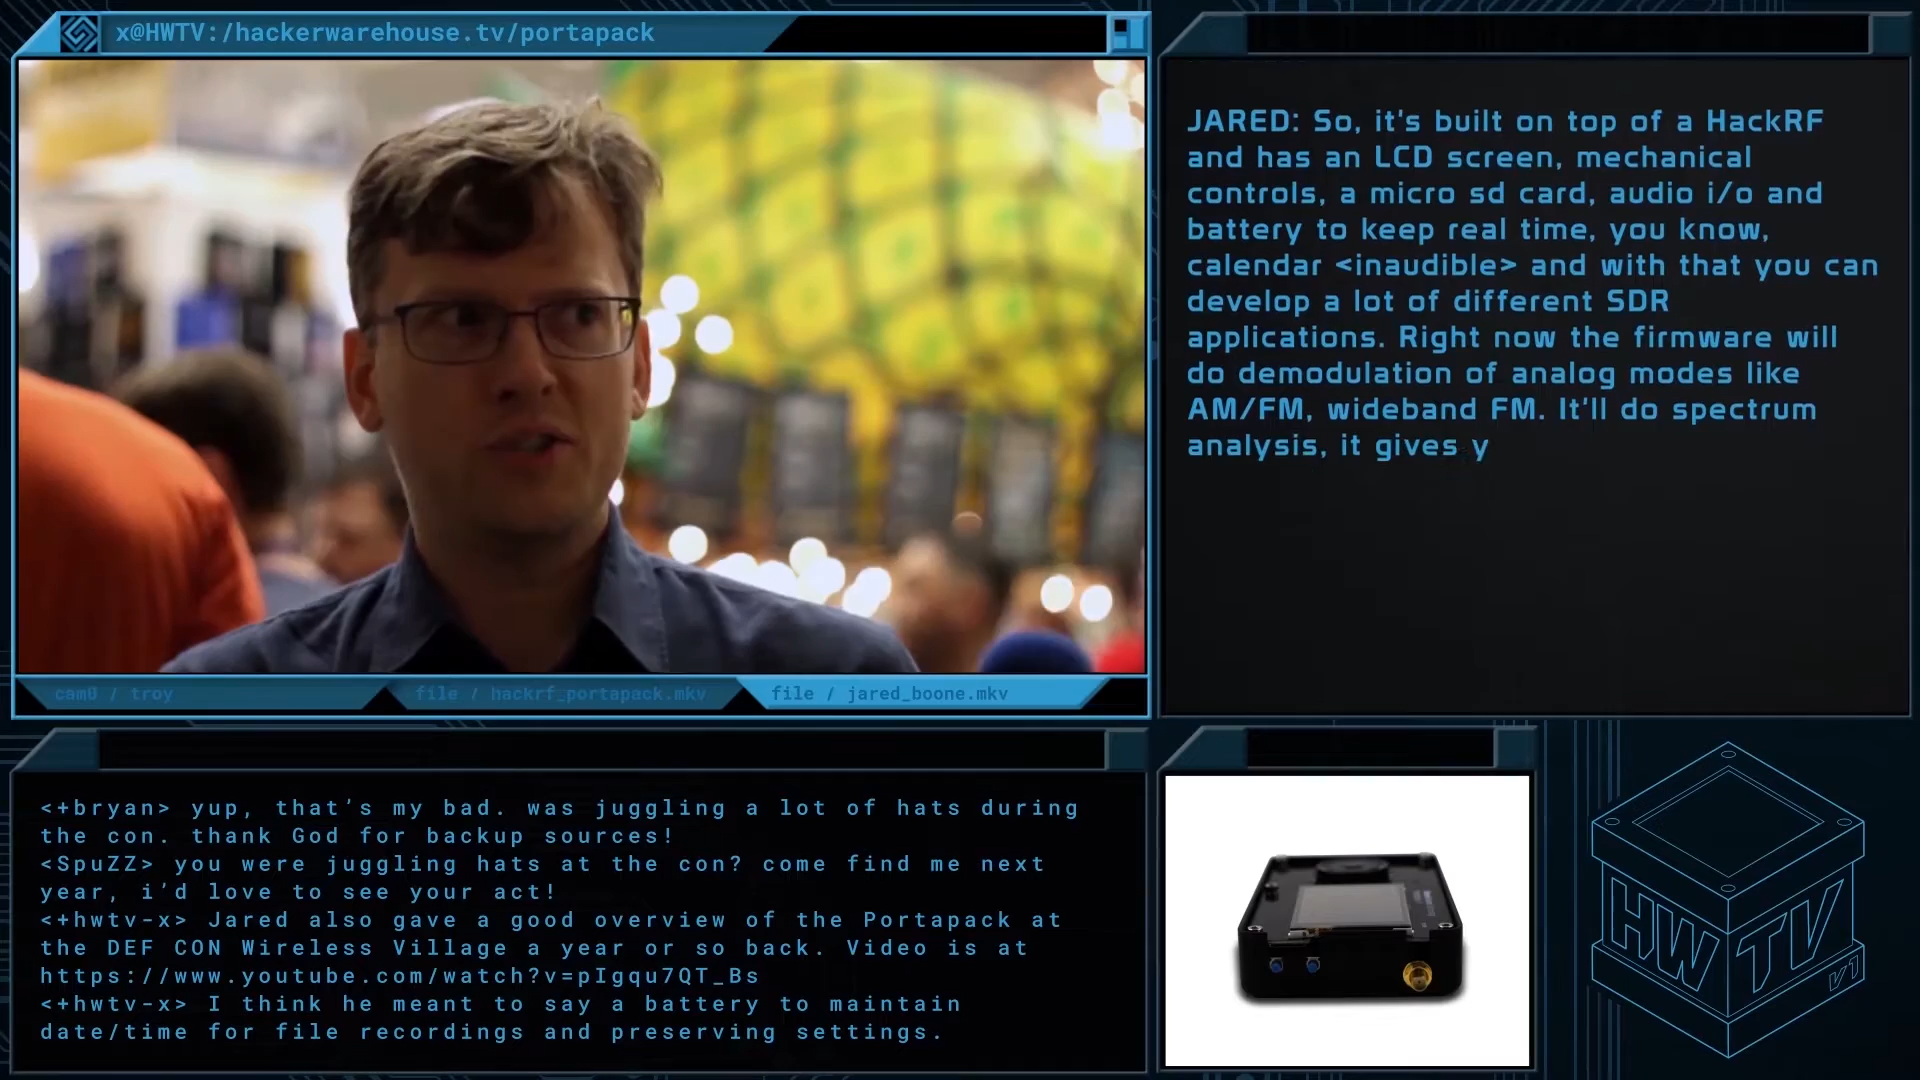 x@HWTV:/hackerwarehouse.tv/portapack
JARED: So, it's built on top of a HackRF
and has an LCD screen, mechanical
controls, a micro sd card, audio i/o and
battery to keep real time, you know,
calendar <inaudible> and with that you can
develop a lot of different SDR
applications. Right now the firmware will
do demodulation of analog modes like
AM/FM, wideband FM. It'll do spectrum
analysis, it gives y
cam0 / troy
file / hackrf_portapack.mkv
file / jared_boone.mkv
<+bryan> yup, that's my bad. was juggling a lot of hats during
the con. thank God for backup sources!
<SpuZZ> you were juggling hats at the con? come find me next
year, i'd love to see your act!
<+hwtv-x> Jared also gave a good overview of the Portapack at
the DEF CON Wireless Village a year or so back. Video is at
https://www.youtube.com/watch?v=pIgqu7QT_Bs
<+hwtv-x> I think he meant to say a battery to maintain
date/time for file recordings and preserving settings.
HW TV
v1